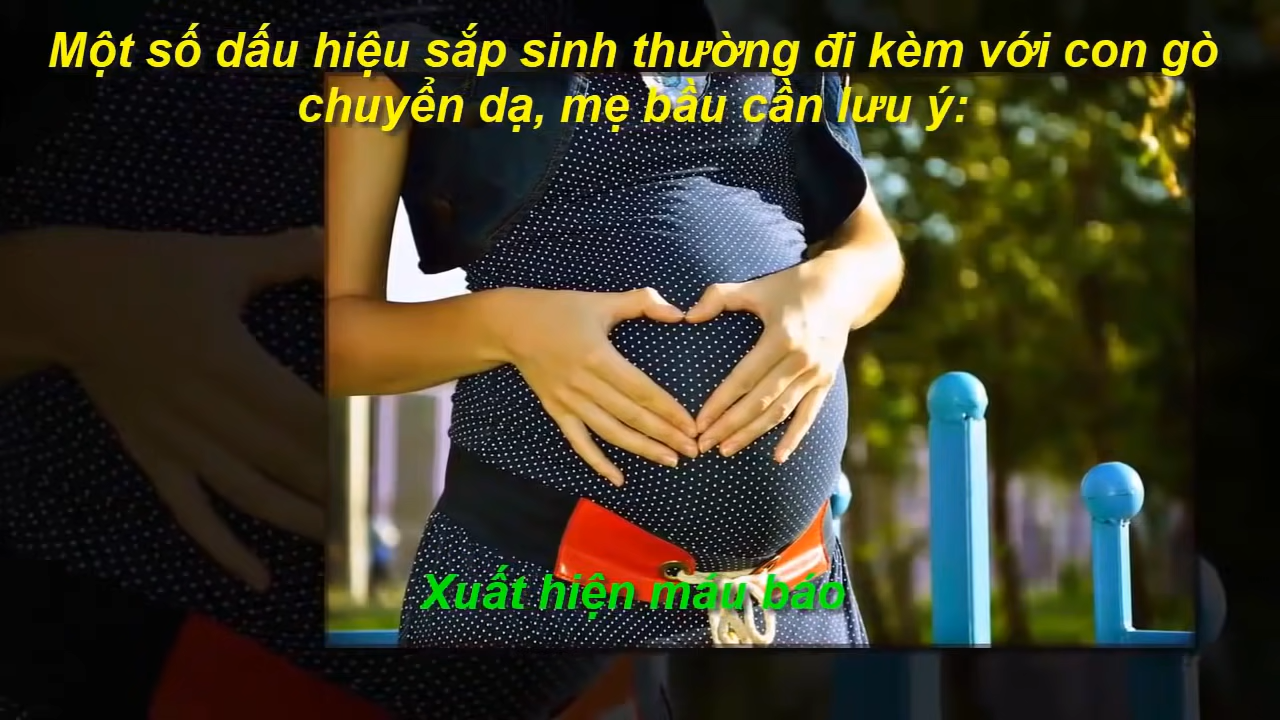 Một số dấu hiệu sắp sinh thường đi kèm với con gò
chuyển dạ, mẹ bầu cần lưu ý:
Xuất hiện máu báo